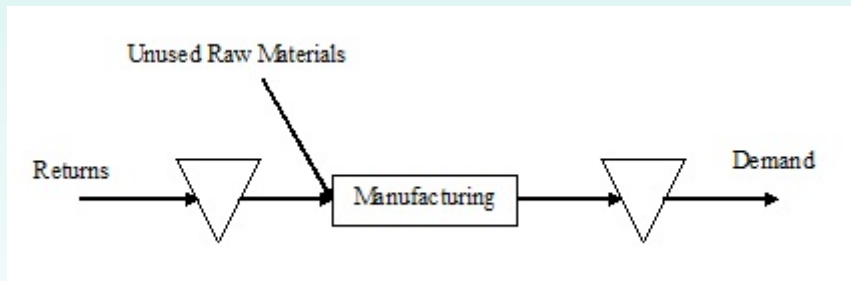 Unused Raw Materials
Returns
Demand
Manufacturing